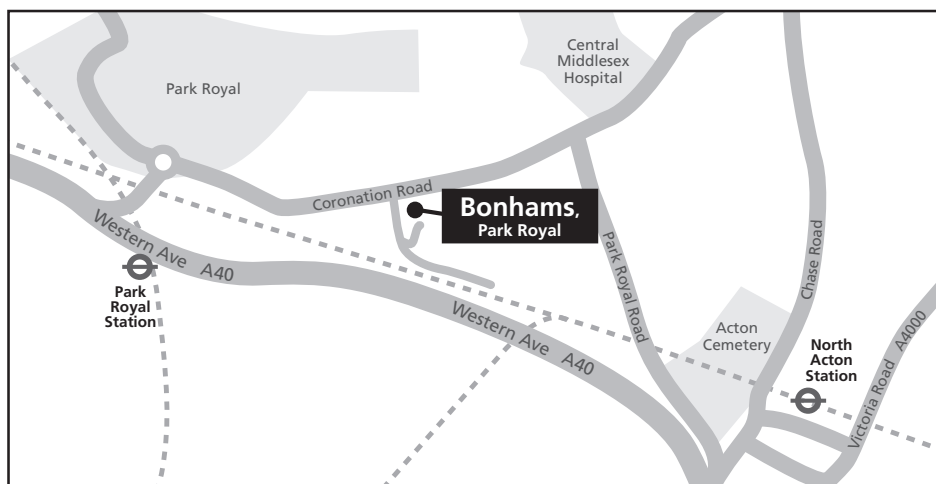 Central
Middlesex
Hospital
Park Royal
Coronation Road
Bonhams,
Park Royal
Western Ave A40
Park
Royal
Station
Park Royal Road
Chase Road
Western Ave A40
Acton
Cemetery
North
Acton
Station
Victoria Road A4000